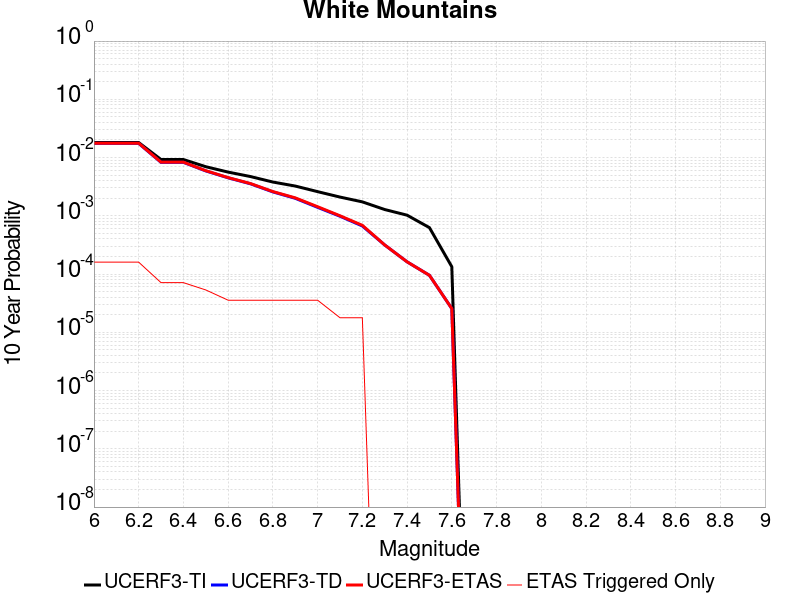 White Mountains
10^0
10^-1
10^-2
10^-3
10^-4
10^-5
10^-6
10^-7
10^-8
10 Year Probability
6 6.2 6.4 6.6 6.8 7 7.2 7.4 7.6 7.8 8 8.2 8.4 8.6 8.8 9
Magnitude
UCERF3-TI UCERF3-TD UCERF3-ETAS ETAS Triggered Only